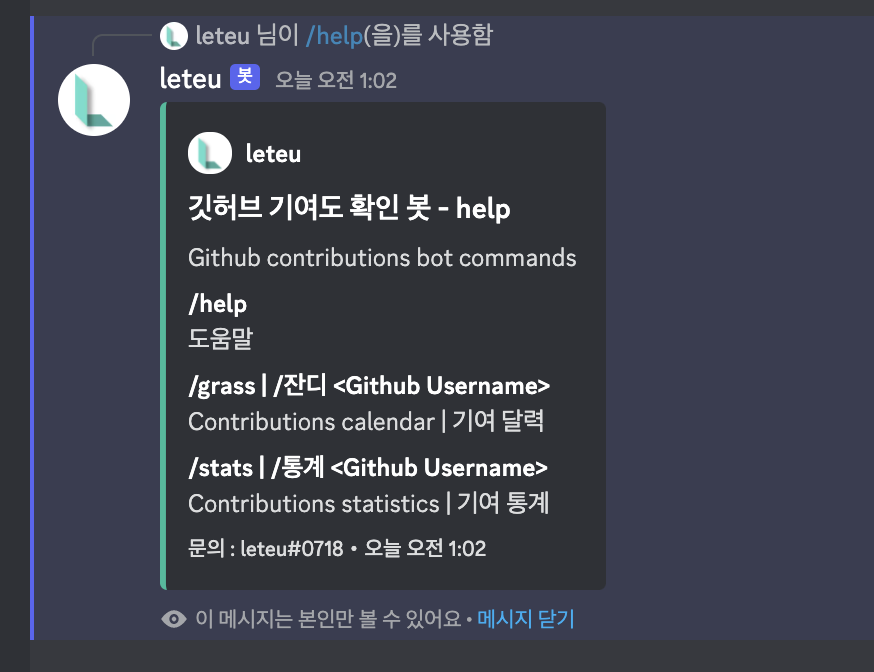 leteu 님이 /help(을)를 사용함
leteu 봇 오늘 오전 1:02
leteu
깃허브 기여도 확인 봇 - help
Github contributions bot commands
/help
도움말
/grass | /잔디 <Github Username>
Contributions calendar | 기여 달력
/stats | /통계 <Github Username>
Contributions statistics | 기여 통계
문의 : leteu#0718 • 오늘 오전 1:02
이 메시지는 본인만 볼 수 있어요 • 메시지 닫기